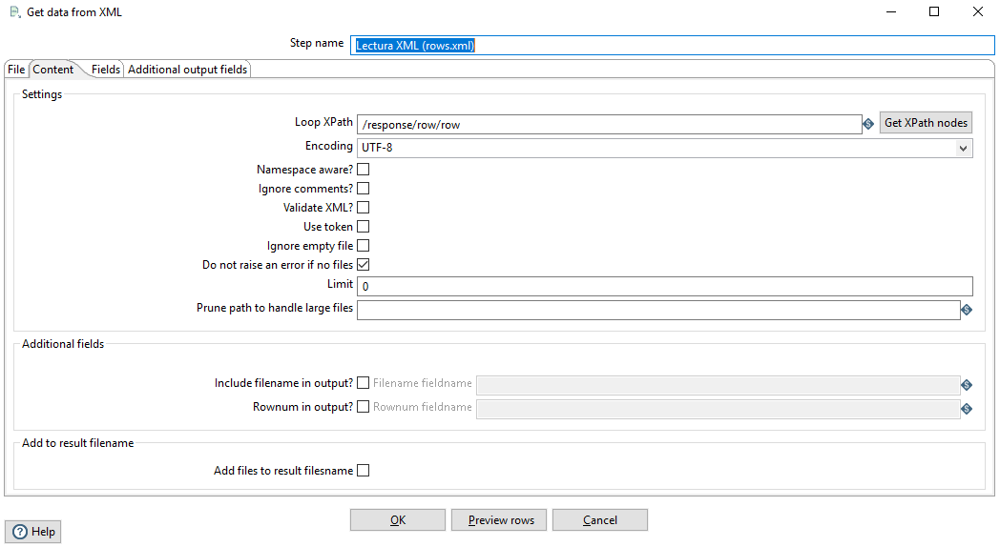 Get data from XML
Step name Lectura XML (rows.xml)
File Content Fields Additional output fields
Settings
Loop XPath /response/row/row Get XPath nodes
Encoding UTF-8
Namespace aware?
Ignore comments?
Validate XML?
Use token
Ignore empty file
Do not raise an error if no files
Limit 0
Prune path to handle large files
Additional fields
Include filename in output? Filename fieldname
Rownum in output? Rownum fieldname
Add to result filename
Add files to result filesname
OK Preview rows Cancel
Help